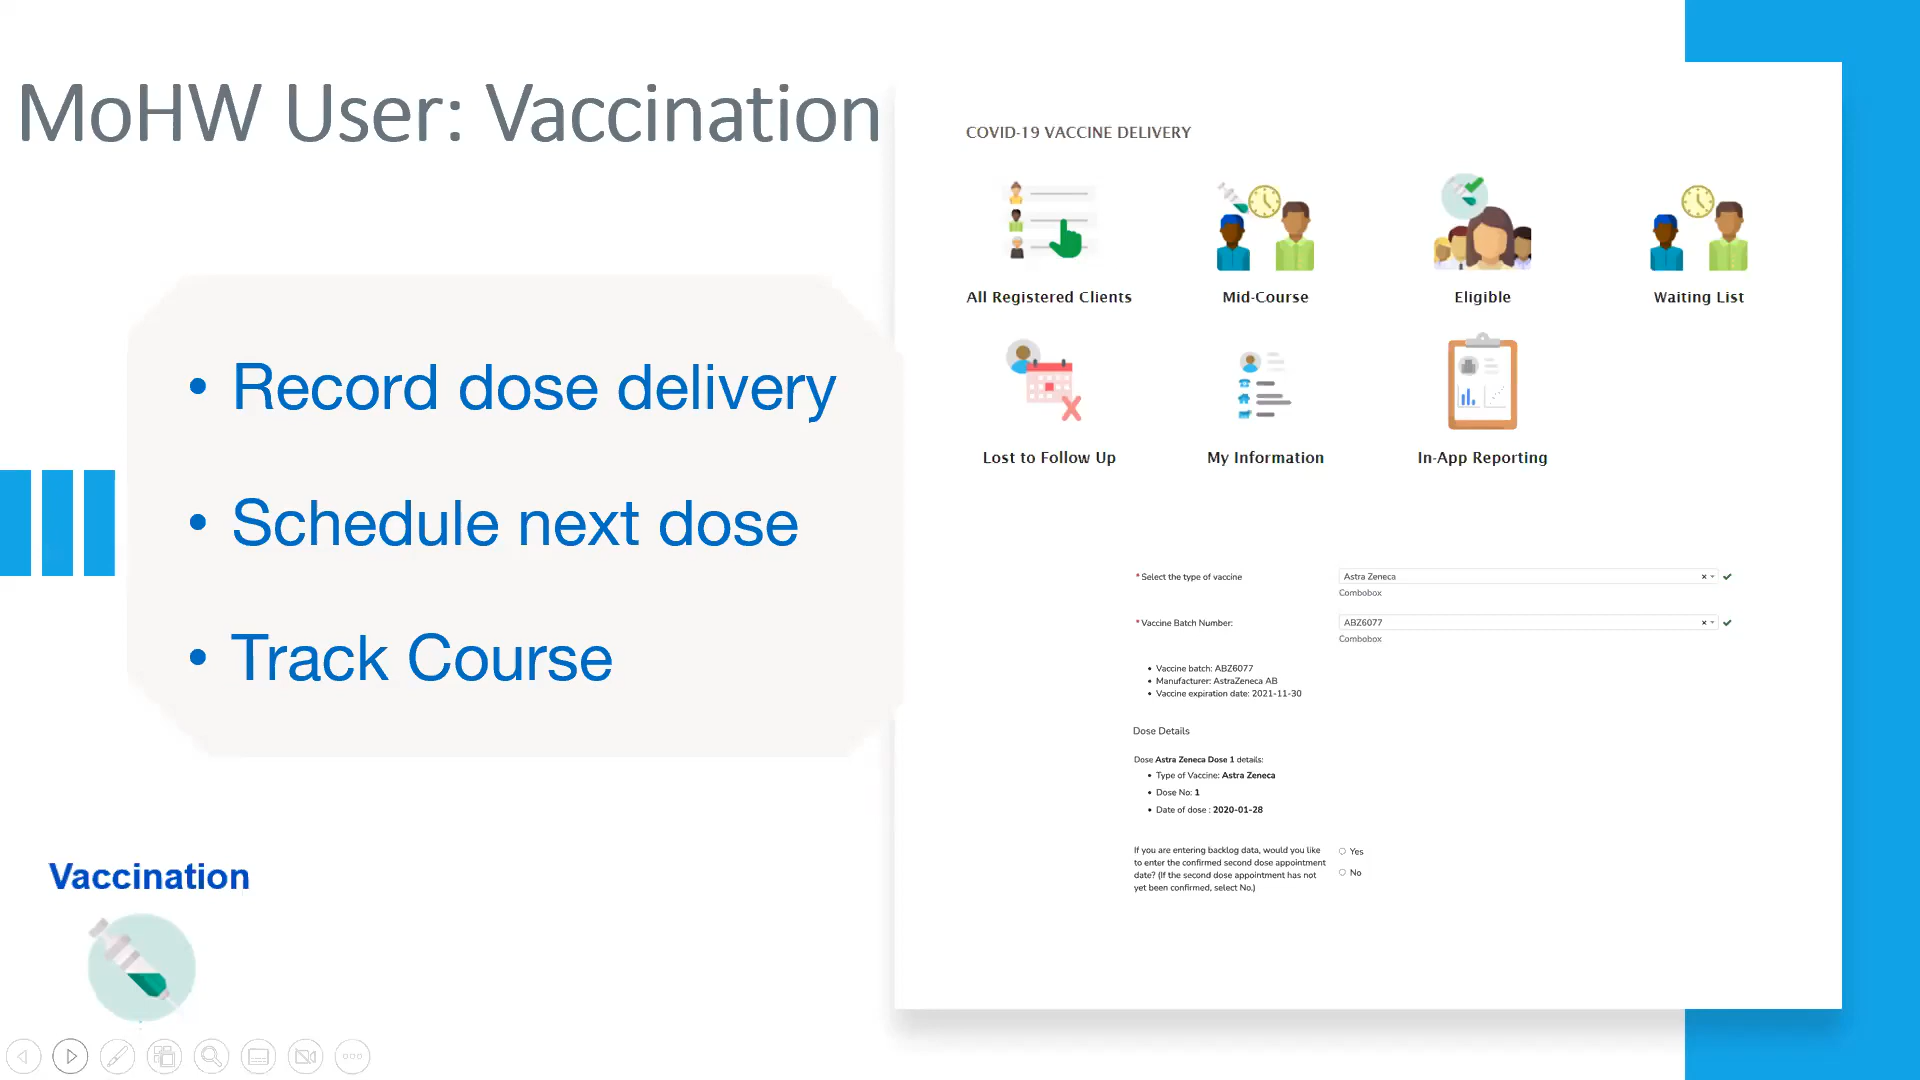 MoHW User: Vaccination
• Record dose delivery
• Schedule next dose
• Track Course
Vaccination
COVID-19 VACCINE DELIVERY
All Registered Clients
Mid-Course
Eligible
Waiting List
Lost to Follow Up
My Information
In-App Reporting
*Select the type of vaccine
Astra Zeneca
Combobox
*Vaccine Batch Number:
ABZ6077
Combobox
• Vaccine batch: ABZ6077
• Manufacturer: AstraZeneca AB
• Vaccine expiration date: 2021-11-30
Dose Details
Dose Astra Zeneca Dose 1 details:
• Type of Vaccine: Astra Zeneca
• Dose No: 1
• Date of dose : 2020-01-28
If you are entering backlog data, would you like
to enter the confirmed second dose appointment
date? (If the second dose appointment has not
yet been confirmed, select No.)
Yes
No